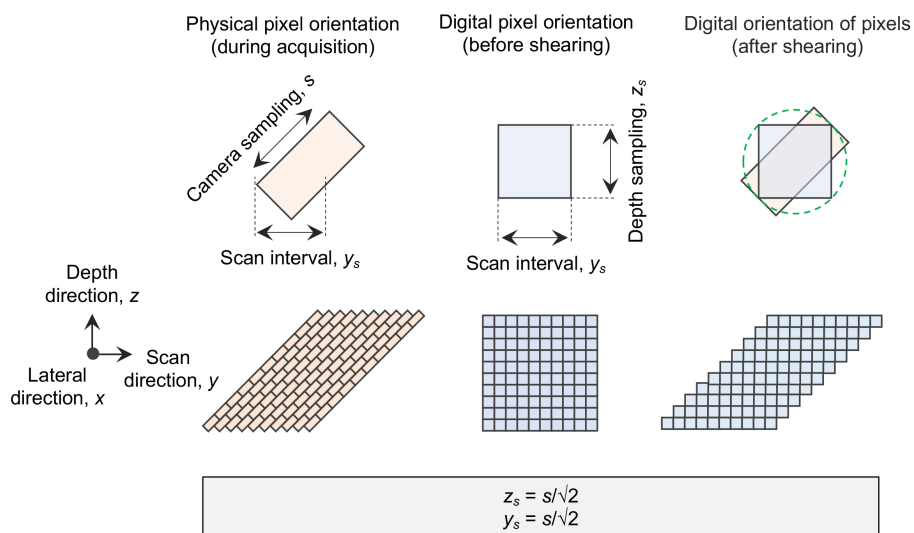 Physical pixel orientation
(during acquisition)
Digital pixel orientation
(before shearing)
Digital orientation of pixels
(after shearing)
Camera sampling, s
Scan interval, yₛ
Depth sampling, zₛ
Scan interval, yₛ
Depth
direction, z
Scan
direction, y
Lateral
direction, x
zₛ = s/√2
yₛ = s/√2